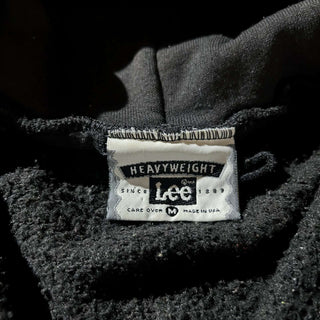 HEAVYWEIGHT
Lee
SINCE 1889
CARE OVER M MADE IN USA